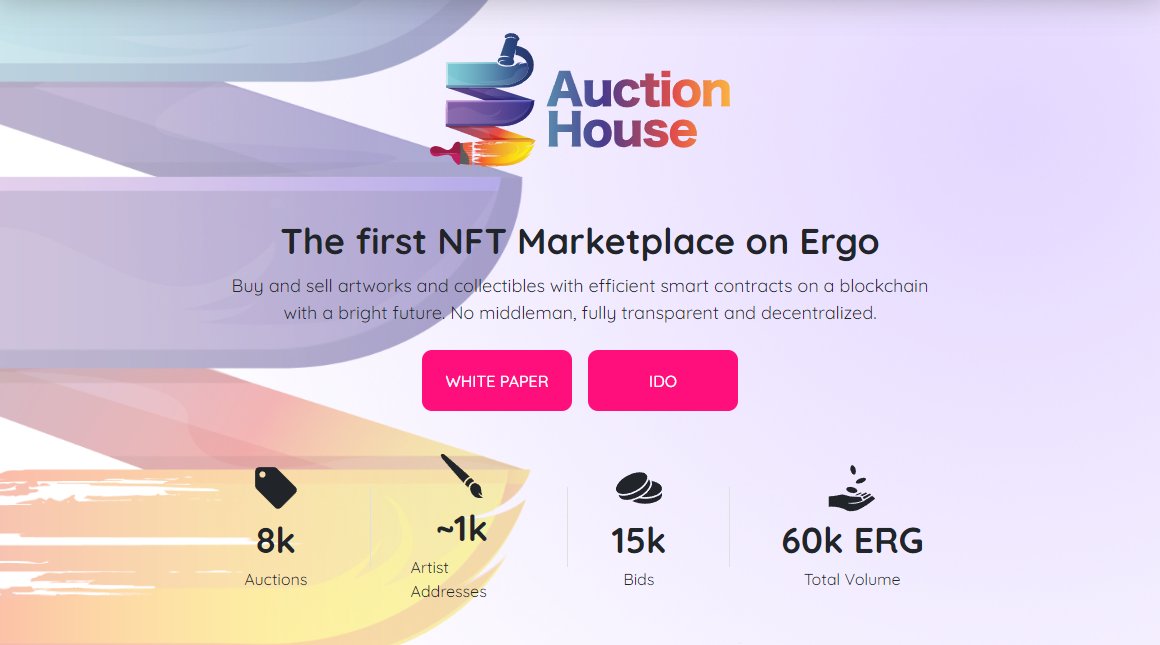 Auction
House
The first NFT Marketplace on Ergo
Buy and sell artworks and collectibles with efficient smart contracts on a blockchain
with a bright future. No middleman, fully transparent and decentralized.
WHITE PAPER
IDO
8k
Auctions
~1k
Artist
Addresses
15k
Bids
60k ERG
Total Volume